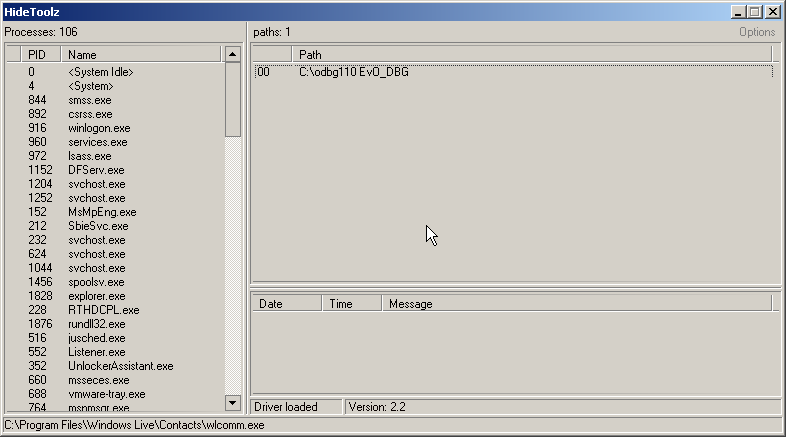 HideToolz
Processes: 106
PID Name
0 <System Idle>
4 <System>
844 smss.exe
892 csrss.exe
916 winlogon.exe
960 services.exe
972 lsass.exe
1152 DFServ.exe
1204 svchost.exe
1252 svchost.exe
152 MsMpEng.exe
212 SbieSvc.exe
232 svchost.exe
624 svchost.exe
1044 svchost.exe
1456 spoolsv.exe
1828 explorer.exe
228 RTHDCPL.exe
1876 rundll32.exe
516 jusched.exe
552 Listener.exe
352 UnlockerAssistant.exe
660 msseces.exe
688 vmware-tray.exe
764 msnmsgr.exe
paths: 1 Options
Path
00 C:\odbg110 EvO_DBG
Date Time Message
Driver loaded Version: 2.2
C:\Program Files\Windows Live\Contacts\wlcomm.exe